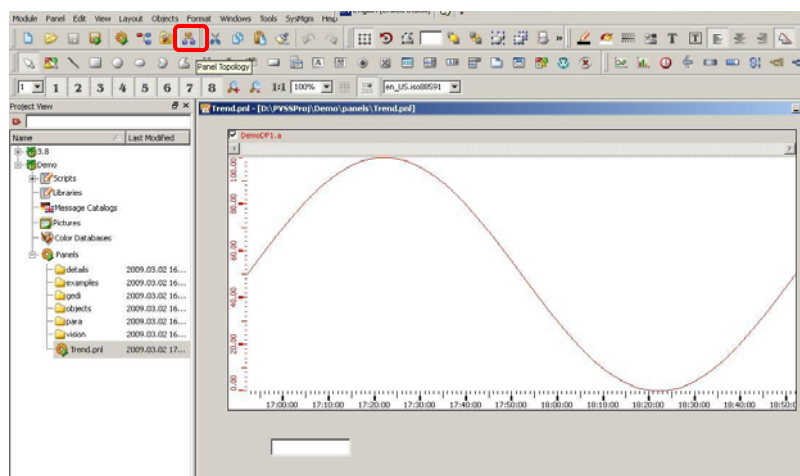 Module Panel Edit View Layout Objects Format Windows Tools SysMgm Help
Panel Topology
1 1 2 3 4 5 6 7 8 1:1 100% en_US.iso88591
Project View
Trend.pnl - [D:\PVSSProj\Demo\panels\Trend.pnl]
Name Last Modified
DemoDP1.a
3.8
Demo
Scripts
Libraries
Message Catalogs
Pictures
Color Databases
Panels
details 2009.03.02 16...
examples 2009.03.02 16...
gedi 2009.03.02 16...
objects 2009.03.02 16...
para 2009.03.02 16...
vision 2009.03.02 16...
Trend.pnl 2009.03.02 17...
100.00
80.00
60.00
40.00
20.00
0.00
17:00:00 17:10:00 17:20:00 17:30:00 17:40:00 17:50:00 18:00:00 18:10:00 18:20:00 18:30:00 18:40:00 18:50:0